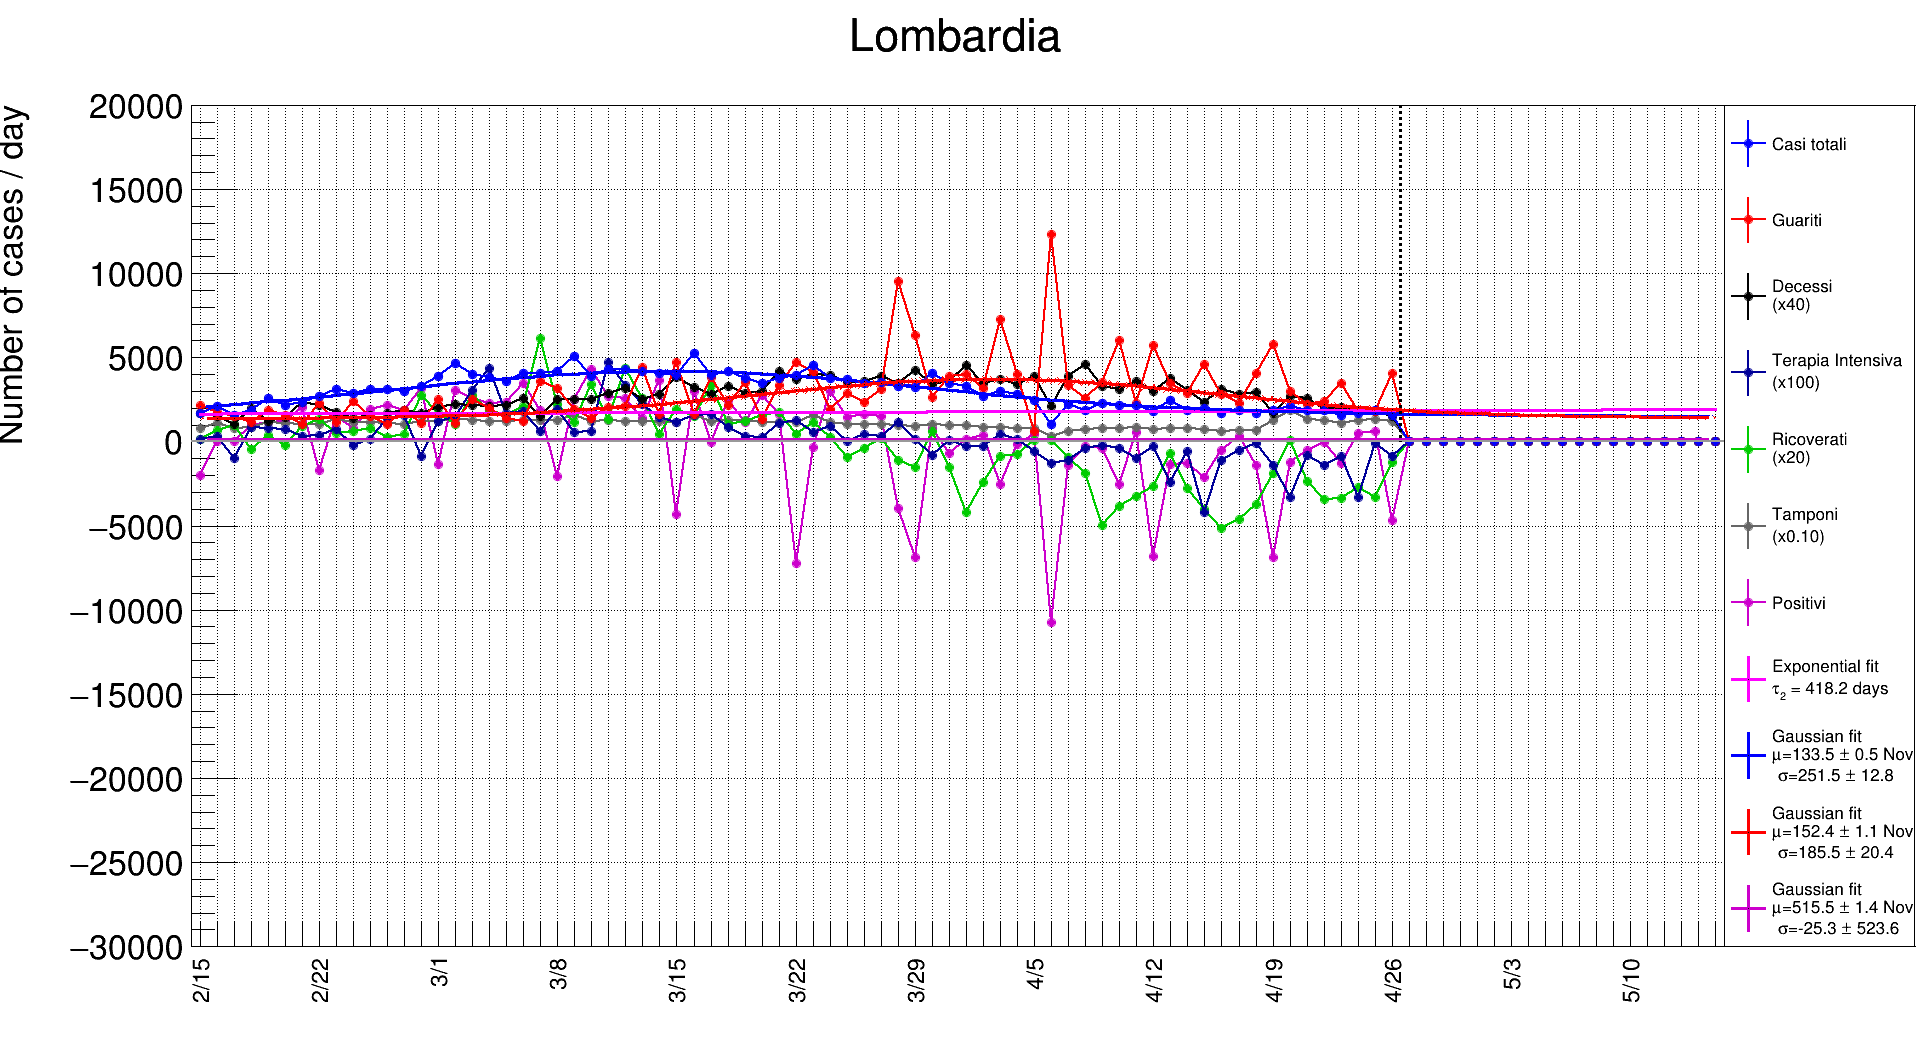 Lombardia
Number of cases / day
20000
15000
10000
5000
0
−5000
−10000
−15000
−20000
−25000
−30000
2/15
2/22
3/1
3/8
3/15
3/22
3/29
4/5
4/12
4/19
4/26
5/3
5/10
Casi totali
Guariti
Decessi
(x40)
Terapia Intensiva
(x100)
Ricoverati
(x20)
Tamponi
(x0.10)
Positivi
Exponential fit
τ2 = 418.2 days
Gaussian fit
μ=133.5 ± 0.5 Nov
σ=251.5 ± 12.8
Gaussian fit
μ=152.4 ± 1.1 Nov
σ=185.5 ± 20.4
Gaussian fit
μ=515.5 ± 1.4 Nov
σ=-25.3 ± 523.6